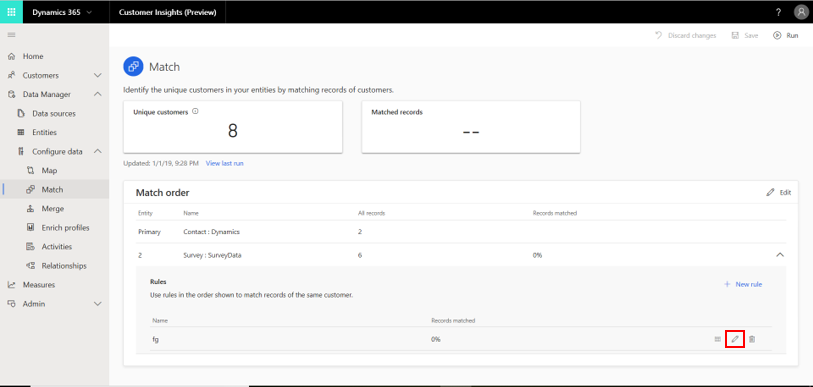 Dynamics 365
Customer Insights (Preview)
?
Discard changes
Save
Run
Home
Customers
Data Manager
Data sources
Entities
Configure data
Map
Match
Merge
Enrich profiles
Activities
Relationships
Measures
Admin
Match
Identify the unique customers in your entities by matching records of customers.
Unique customers
8
Matched records
--
Updated: 1/1/19, 9:28 PM View last run
Match order
Edit
Entity Name All records Records matched
Primary Contact : Dynamics 2
2 Survey : SurveyData 6 0%
Rules
New rule
Use rules in the order shown to match records of the same customer.
Name Records matched
fg 0%